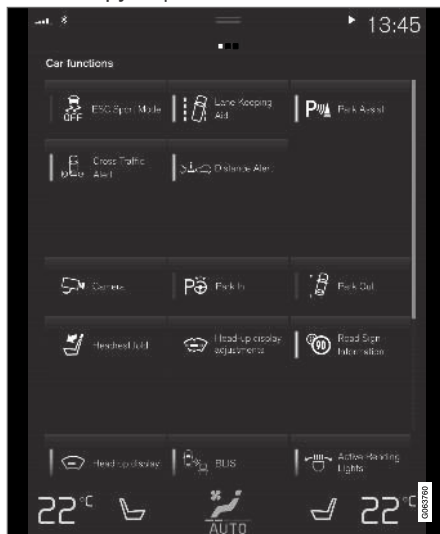 13:45
Car functions
OFF
ESC Sport Mode
Lane Keeping
Aid
P
Park Assist
Cross Traffic
Alert
Distance Alert
Camera
P
Park In
Park Out
Headrest fold
Head-up display
adjustments
90
Road Sign
Information
Head-up display
BLIS
Active Bending
Lights
22°C
AUTO
22°C
G063760